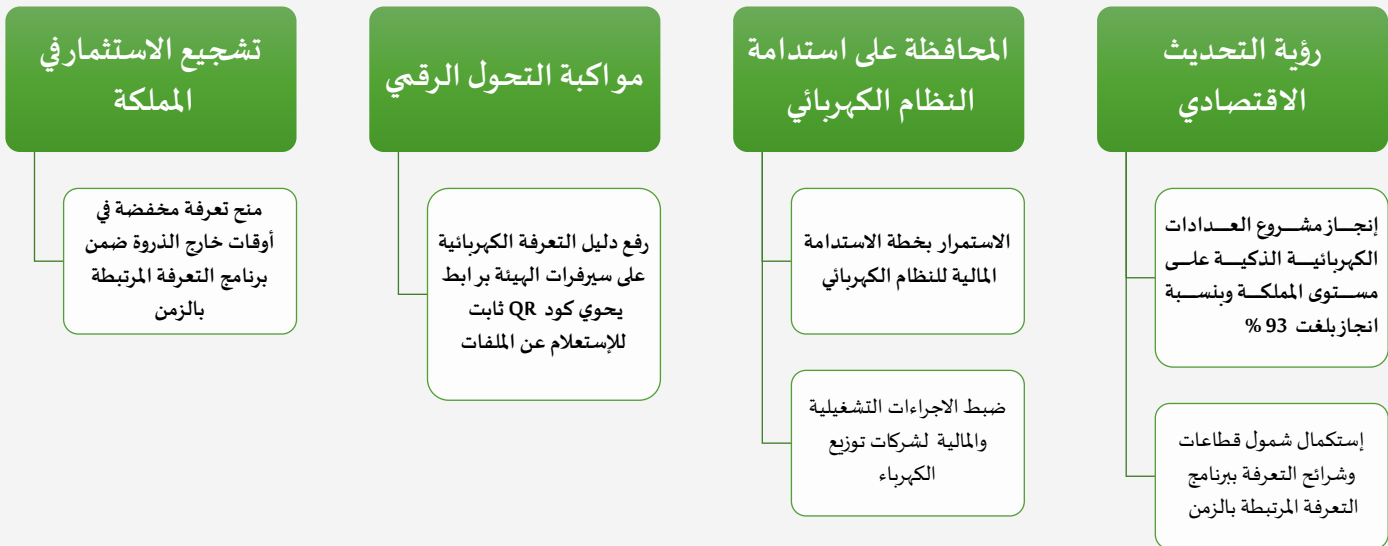 رؤية التحديث
الاقتصادي
إنجاز مشروع العدادات
الكهربائية الذكية على
مستوى المملكة وبنسبة
انجاز بلغت 93 %
إستكمال شمول قطاعات
وشرائح التعرفة ببرنامج
التعرفة المرتبطة بالزمن
المحافظة على استدامة
النظام الكهربائي
الاستمرار بخطة الاستدامة
المالية للنظام الكهربائي
ضبط الاجراءات التشغيلية
والمالية لشركات توزيع
الكهرباء
مواكبة التحول الرقمي
رفع دليل التعرفة الكهربائية
على سيرفرات الهيئة برابط
يحوي كود QR ثابت
للإستعلام عن الملفات
تشجيع الاستثمار في
المملكة
منح تعرفة مخفضة في
أوقات خارج الذروة ضمن
برنامج التعرفة المرتبطة
بالزمن